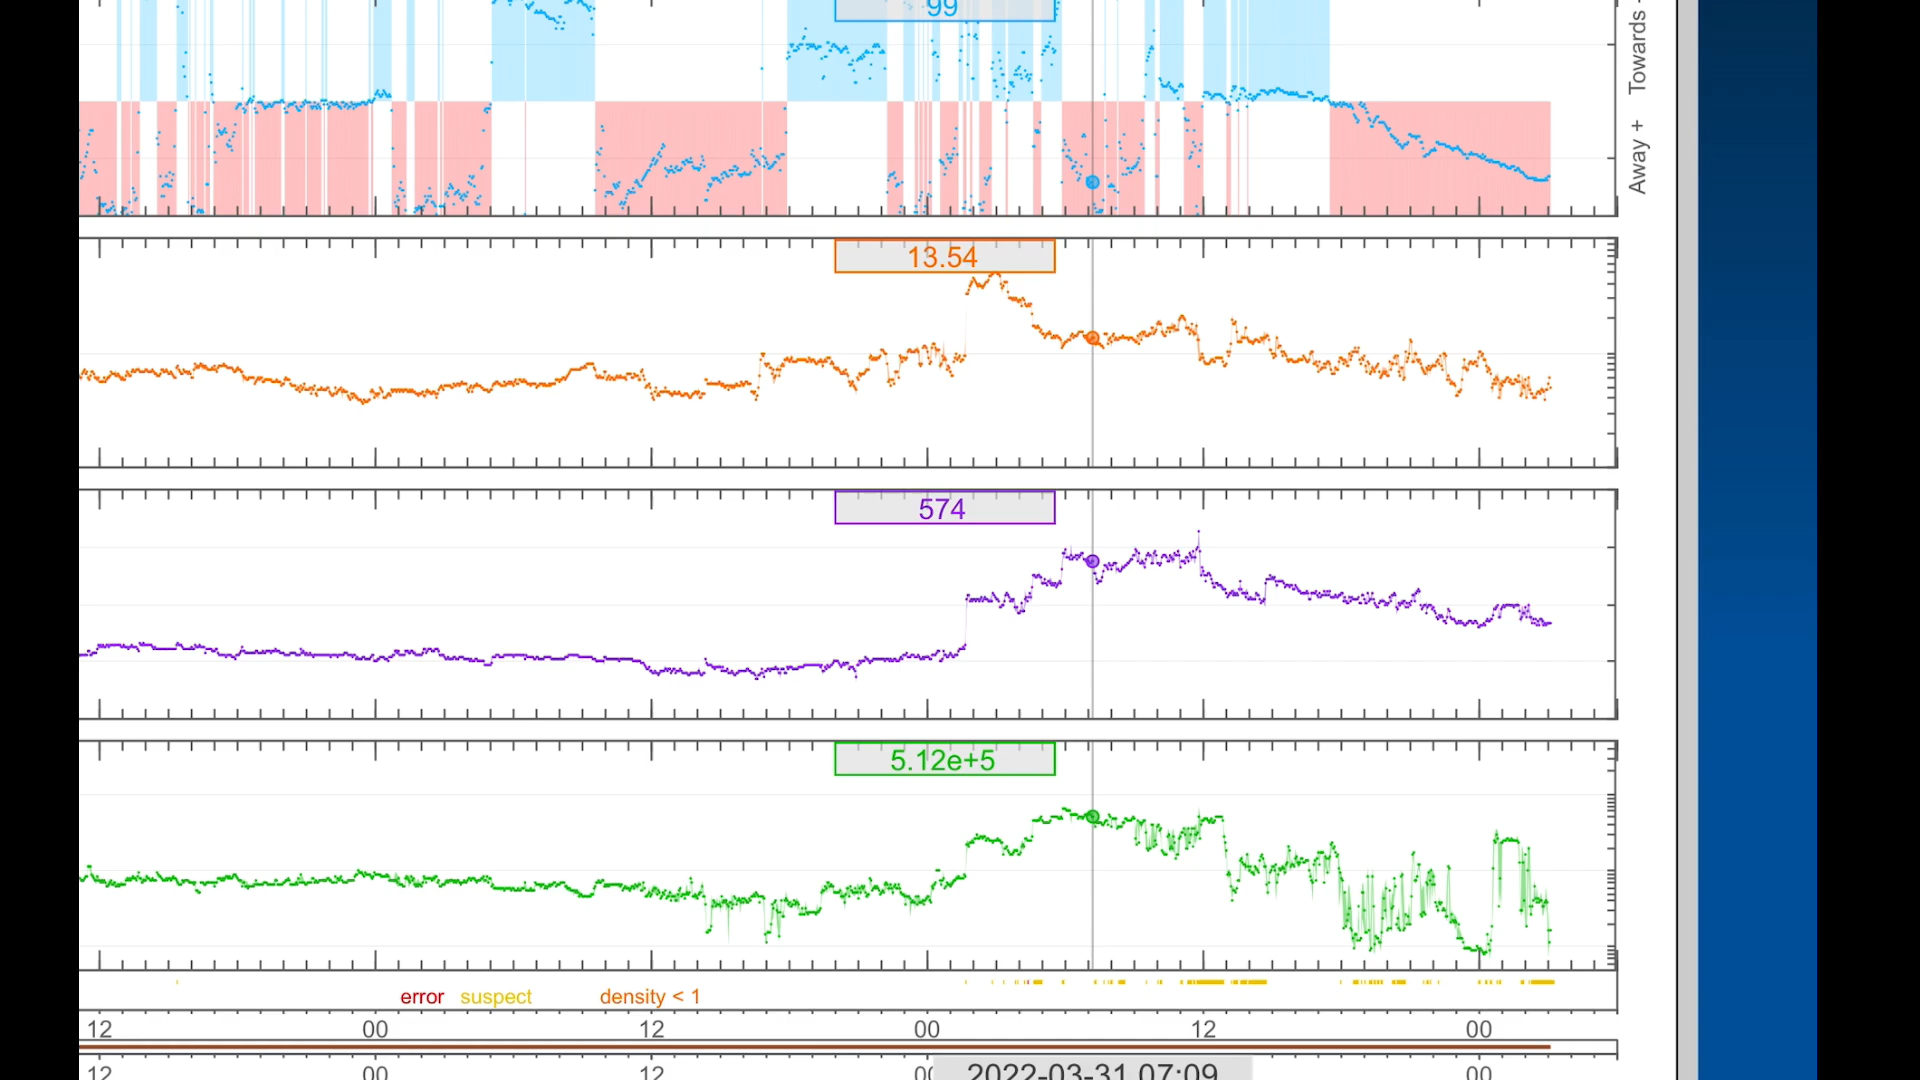 99
Towards -
Away +
13.54
574
5.12e+5
error suspect density < 1
12 00 12 00 12 00
12 00 12 00 2022-03-31 07:09 00